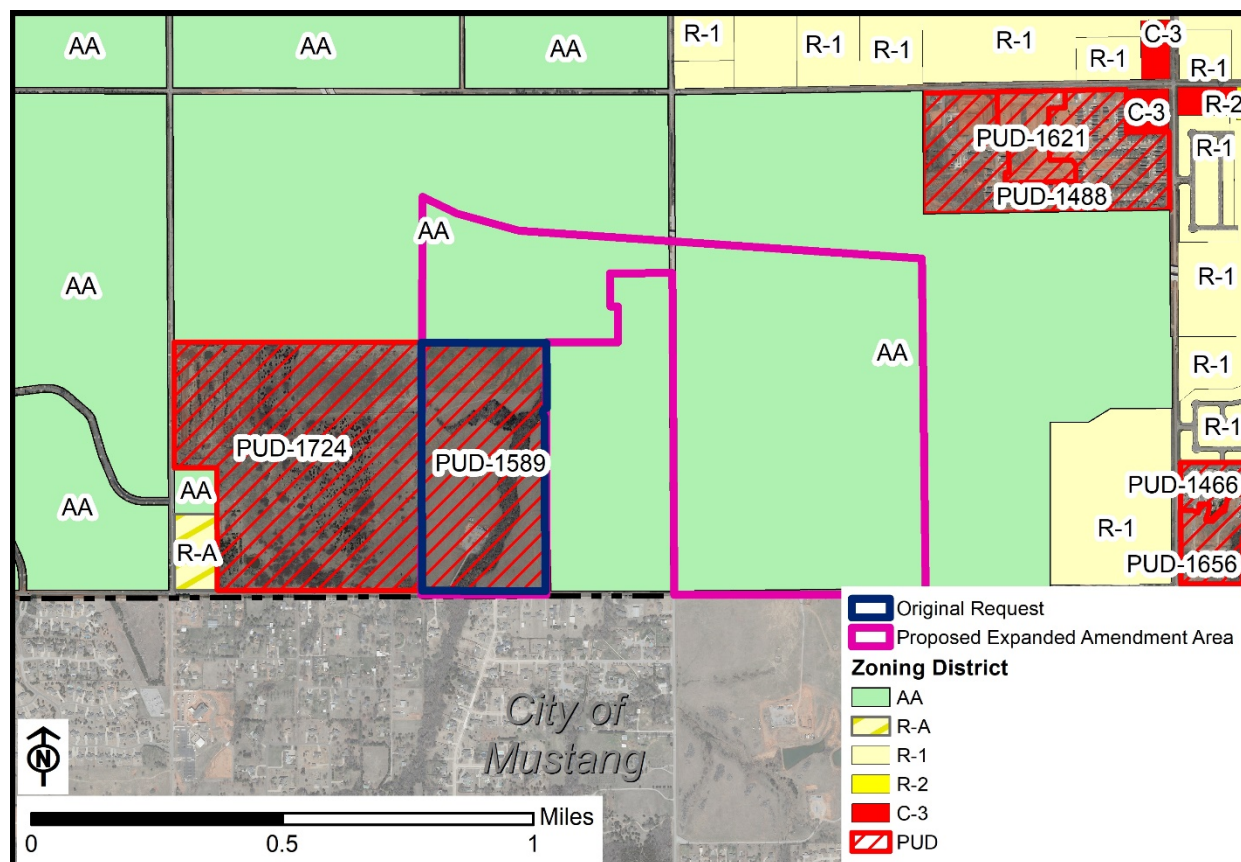 AA
AA
AA
R-1
R-1
R-1
R-1
R-1
C-3
R-1
C-3
R-2
PUD-1621
R-1
PUD-1488
AA
AA
R-1
AA
R-1
PUD-1724
PUD-1589
R-1
AA
AA
PUD-1466
R-A
R-1
PUD-1656
Original Request
Proposed Expanded Amendment Area
Zoning District
AA
R-A
R-1
R-2
C-3
PUD
City of
Mustang
N
Miles
0
0.5
1